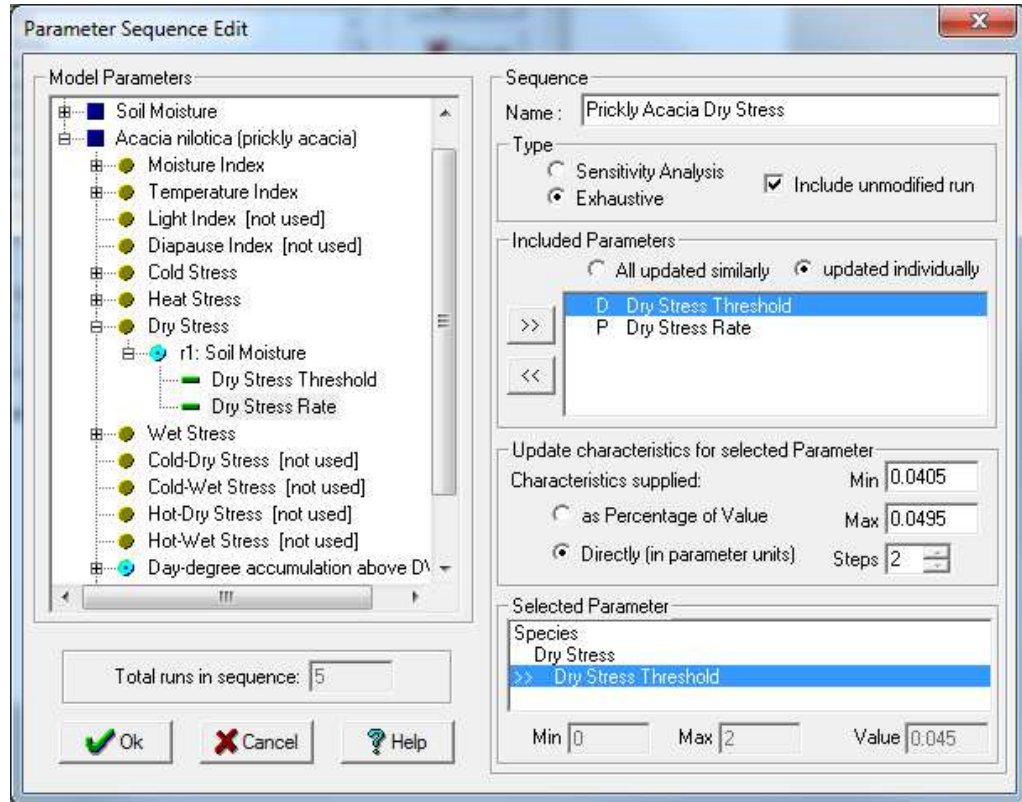 Parameter Sequence Edit
Model Parameters
Soil Moisture
Acacia nilotica (prickly acacia)
Moisture Index
Temperature Index
Light Index [not used]
Diapause Index [not used]
Cold Stress
Heat Stress
Dry Stress
r1: Soil Moisture
Dry Stress Threshold
Dry Stress Rate
Wet Stress
Cold-Dry Stress [not used]
Cold-Wet Stress [not used]
Hot-Dry Stress [not used]
Hot-Wet Stress [not used]
Day-degree accumulation above DV
Total runs in sequence: 5
Ok Cancel Help
Sequence
Name : Prickly Acacia Dry Stress
Type
Sensitivity Analysis
Exhaustive
Include unmodified run
Included Parameters
All updated similarly updated individually
>>
<<
D Dry Stress Threshold
P Dry Stress Rate
Update characteristics for selected Parameter
Characteristics supplied:
as Percentage of Value
Directly (in parameter units)
Min 0.0405
Max 0.0495
Steps 2
Selected Parameter
Species
Dry Stress
>> Dry Stress Threshold
Min 0 Max 2 Value 0.045